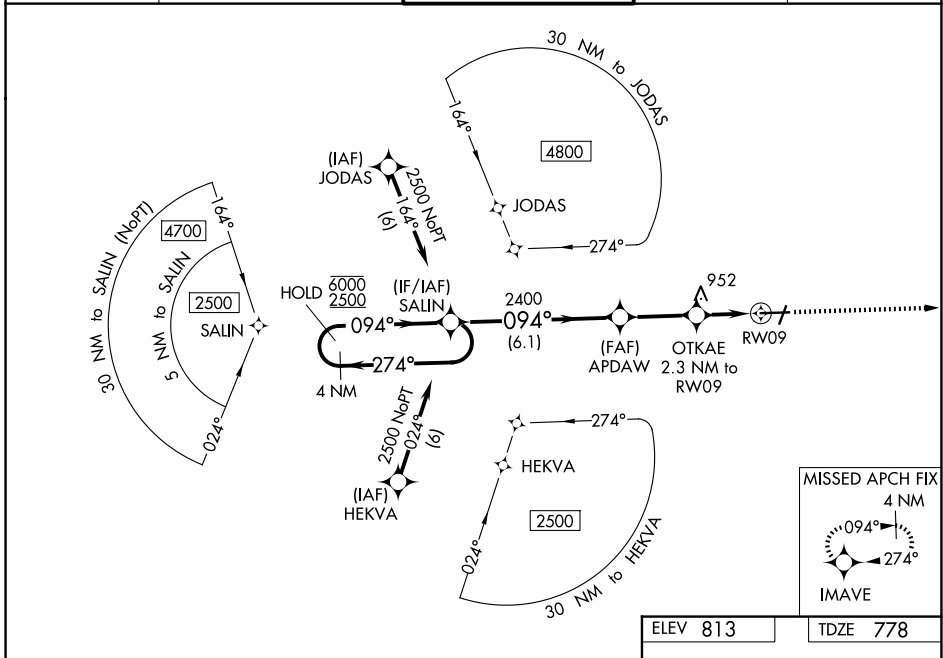 30 NM to JODAS
164°
4800
JODAS
274°
(IAF)
JODAS
2500 NoPT
164°
(6)
30 NM to SALIN (NoPT)
4700
164°
5 NM to SALIN
2500
SALIN
024°
HOLD
6000
2500
094°
274°
4 NM
(IF/IAF)
SALIN
2400
094°
(6.1)
(FAF)
APDAW
952
OTKAE
2.3 NM to
RW09
RW09
2500 NoPT
024°
(6)
(IAF)
HEKVA
274°
HEKVA
2500
024°
30 NM to HEKVA
MISSED APCH FIX
4 NM
094°
274°
IMAVE
ELEV 813
TDZE 778